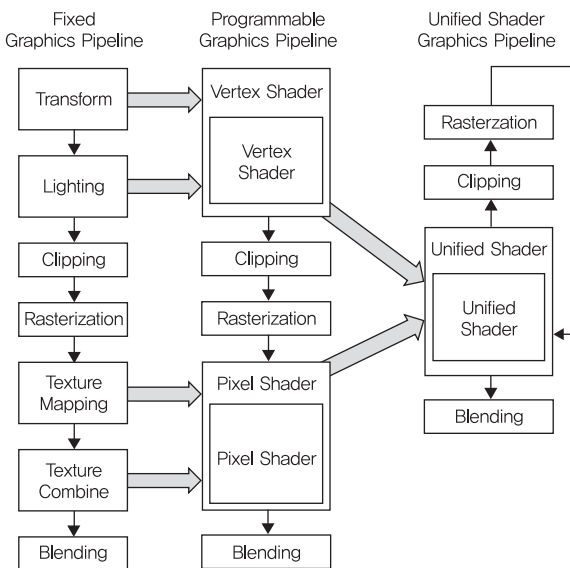 Fixed
Graphics Pipeline
Transform
Lighting
Clipping
Rasterization
Texture
Mapping
Texture
Combine
Blending
Programmable
Graphics Pipeline
Vertex Shader
Vertex
Shader
Clipping
Rasterization
Pixel Shader
Pixel Shader
Blending
Unified Shader
Graphics Pipeline
Rasterzation
Clipping
Unified Shader
Unified
Shader
Blending